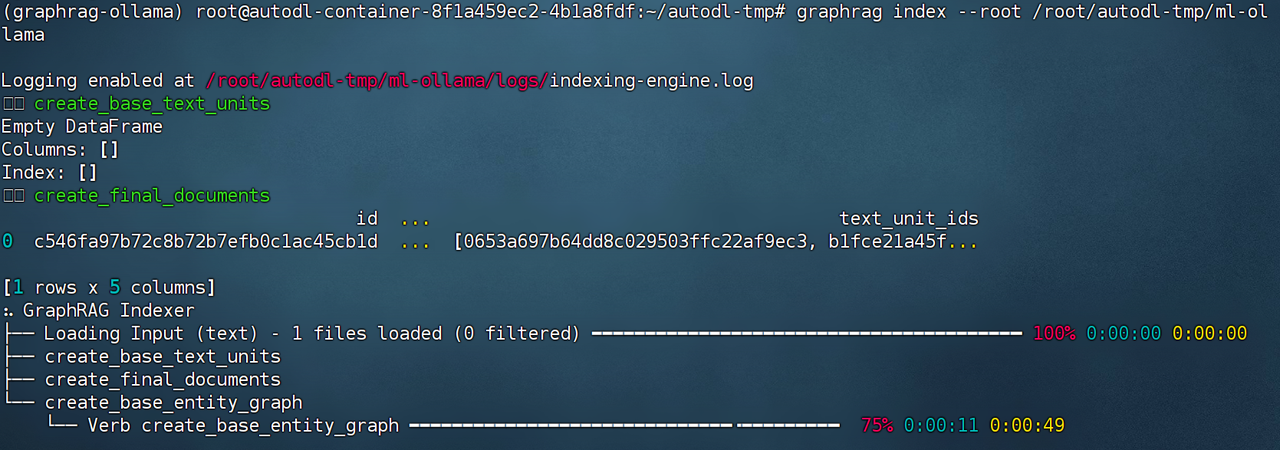 (graphrag-ollama) root@autodl-container-8f1a459ec2-4b1a8fdf:~/autodl-tmp# graphrag index --root /root/autodl-tmp/ml-ol
lama
Logging enabled at /root/autodl-tmp/ml-ollama/logs/indexing-engine.log
create_base_text_units
Empty DataFrame
Columns: []
Index: []
create_final_documents
id ... text_unit_ids
0 c546fa97b72c8b72b7efb0c1ac45cb1d ... [0653a697b64dd8c029503ffc22af9ec3, b1fce21a45f...
[1 rows x 5 columns]
GraphRAG Indexer
├── Loading Input (text) - 1 files loaded (0 filtered) 100% 0:00:00 0:00:00
├── create_base_text_units
├── create_final_documents
└── create_base_entity_graph
└── Verb create_base_entity_graph 75% 0:00:11 0:00:49